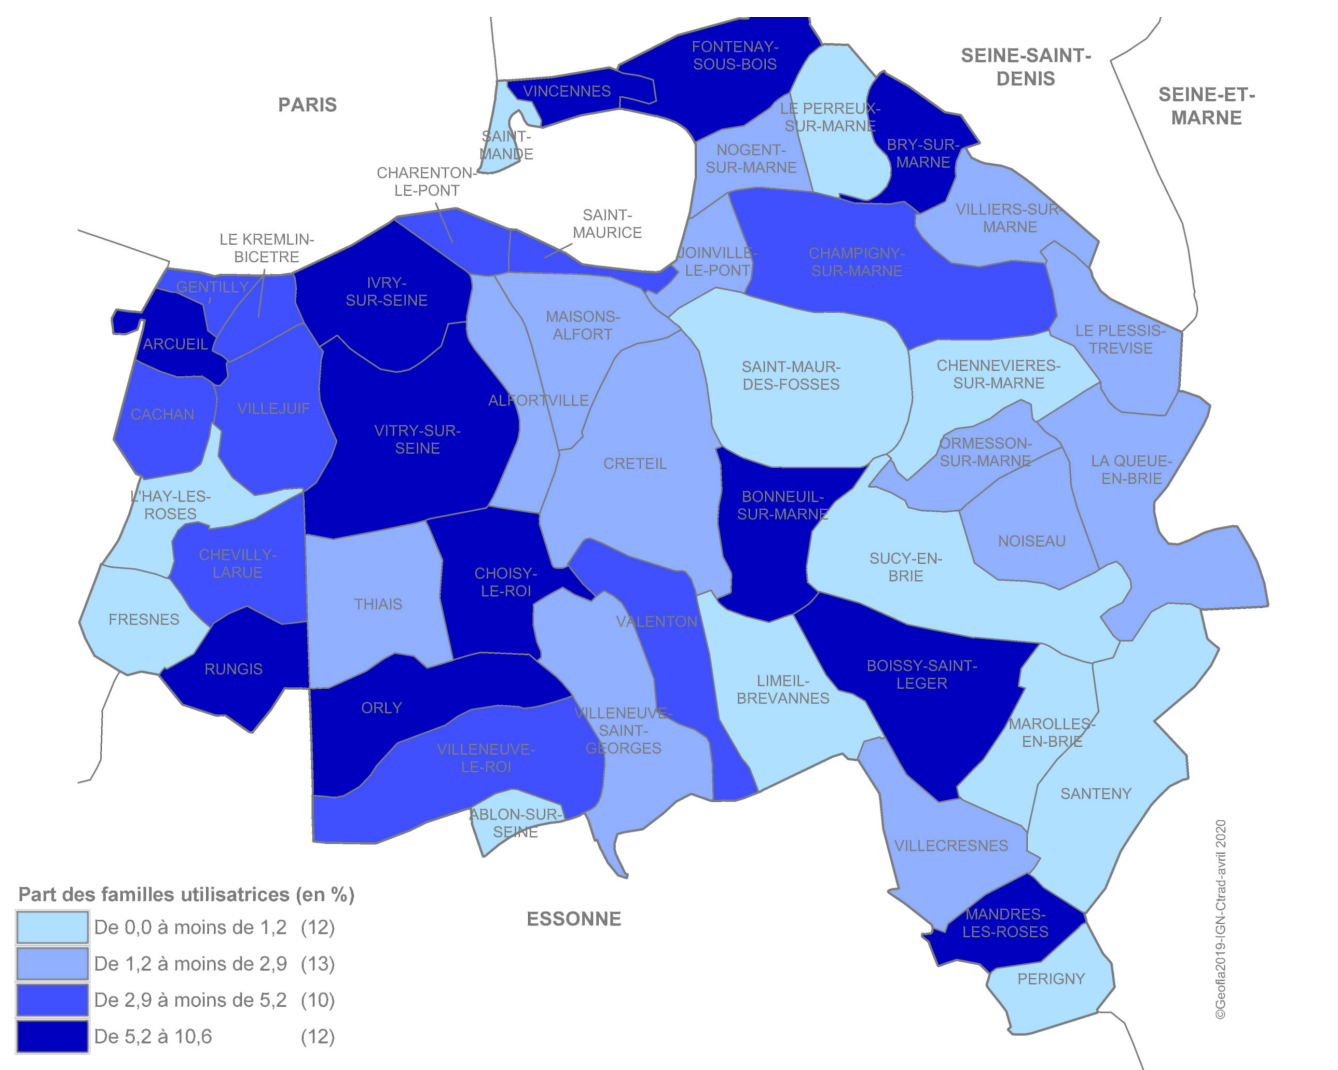 FONTENAY-
SOUS-BOIS
SEINE-SAINT-
DENIS
PARIS
VINCENNES
SEINE-ET-
MARNE
LE PERREUX-
SUR-MARNE
SAINT-
MANDE
NOGENT-
SUR-MARNE
BRY-SUR-
MARNE
CHARENTON-
LE-PONT
SAINT-
MAURICE
VILLIERS-SUR-
MARNE
LE KREMLIN-
BICETRE
JOINVILLE-
LE-PONT
CHAMPIGNY-
SUR-MARNE
GENTILLY
IVRY-
SUR-SEINE
MAISONS-
ALFORT
LE PLESSIS-
TREVISE
ARCUEIL
SAINT-MAUR-
DES-FOSSES
CHENNEVIERES-
SUR-MARNE
CACHAN
VILLEJUIF
ALFORTVILLE
VITRY-SUR-
SEINE
ORMESSON-
SUR-MARNE
CRETEIL
LA QUEUE-
EN-BRIE
L'HAY-LES-
ROSES
BONNEUIL-
SUR-MARNE
NOISEAU
CHEVILLY-
LARUE
SUCY-EN-
BRIE
CHOISY-
LE-ROI
THIAIS
FRESNES
VALENTON
RUNGIS
BOISSY-SAINT-
LEGER
LIMEIL-
BREVANNES
ORLY
VILLENEUVE-
SAINT-
GEORGES
MAROLLES-
EN-BRIE
VILLENEUVE-
LE-ROI
SANTENY
ABLON-SUR-
SEINE
VILLECRESNES
MANDRES-
LES-ROSES
ESSONNE
PERIGNY
Part des familles utilisatrices (en %)
De 0,0 à moins de 1,2 (12)
De 1,2 à moins de 2,9 (13)
De 2,9 à moins de 5,2 (10)
De 5,2 à 10,6 (12)
©Geofla2019-IGN-Ctrad-avril 2020